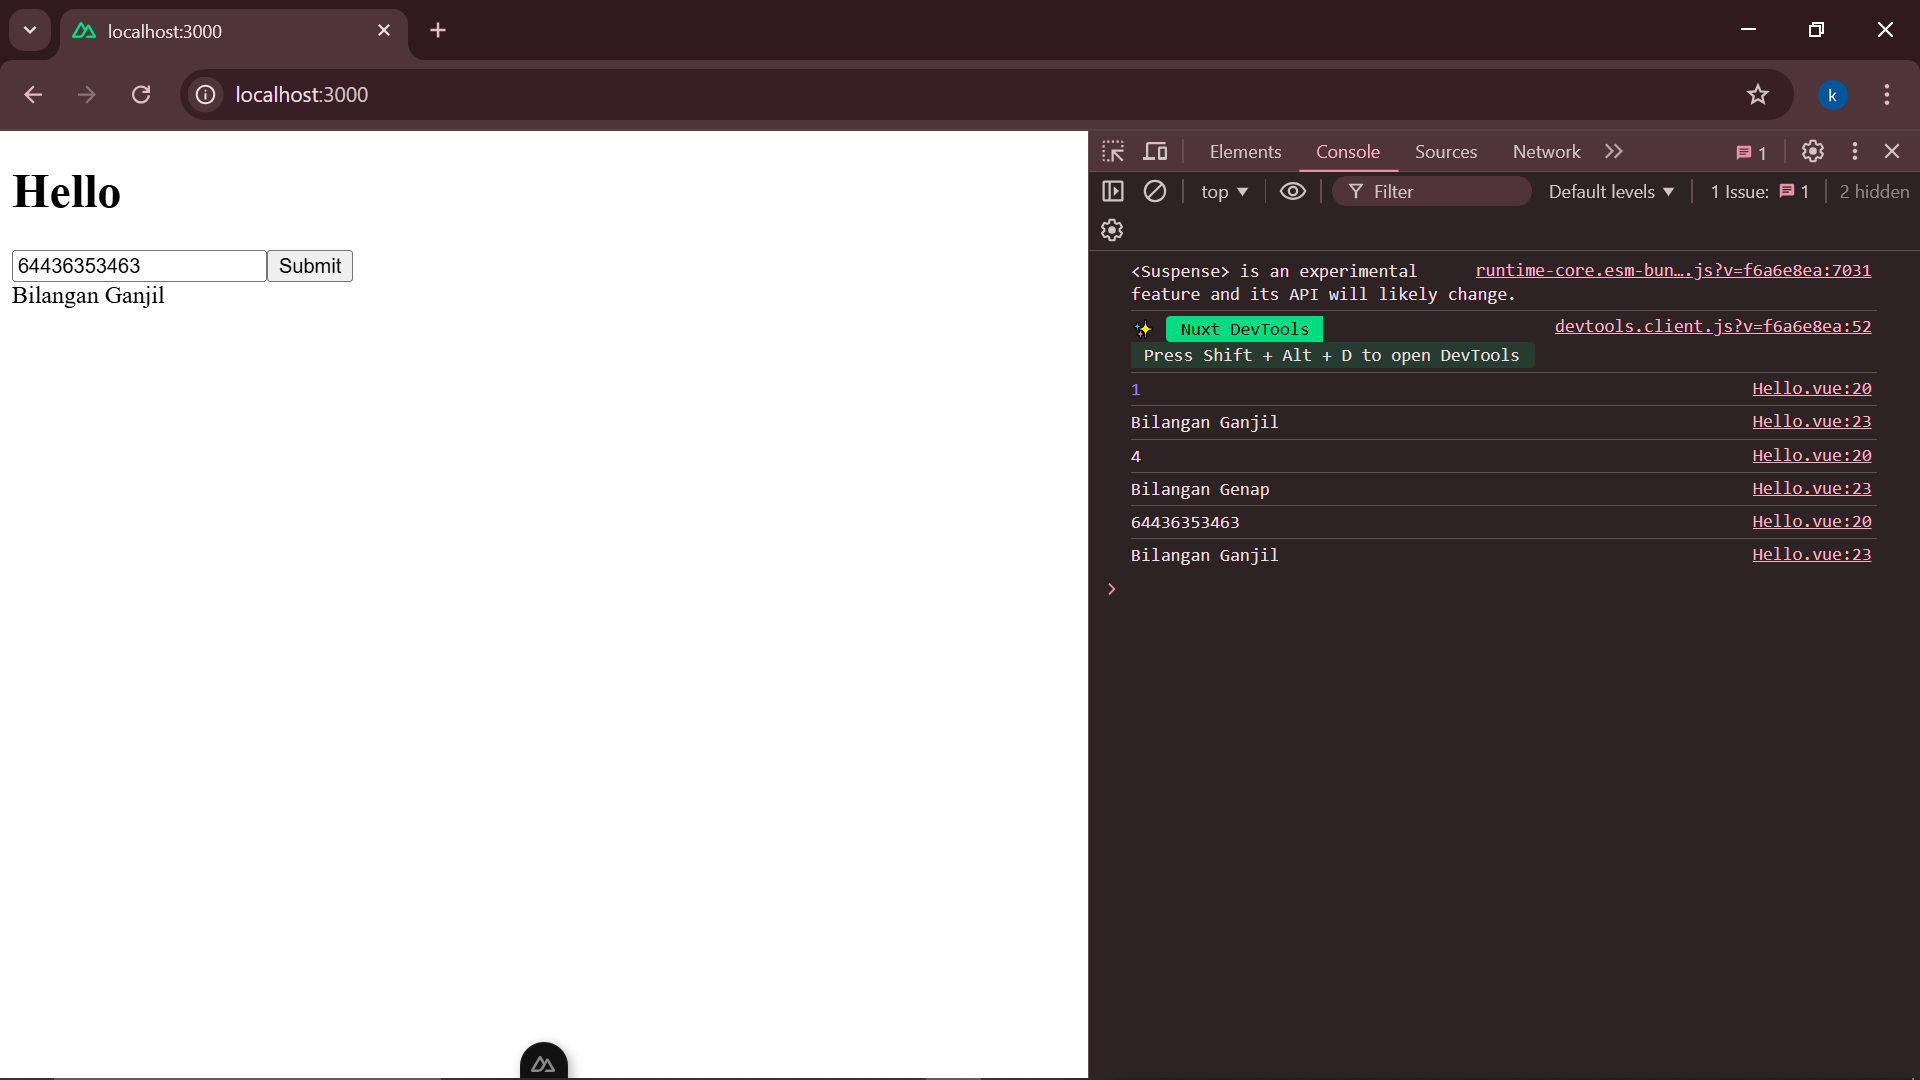 localhost:3000
localhost:3000
k
Hello
64436353463 Submit
Bilangan Ganjil
Elements Console Sources Network 1
top Filter Default levels 1 Issue: 1 2 hidden
<Suspense> is an experimental runtime-core.esm-bun….js?v=f6a6e8ea:7031
feature and its API will likely change.
✨ Nuxt DevTools devtools.client.js?v=f6a6e8ea:52
Press Shift + Alt + D to open DevTools
1 Hello.vue:20
Bilangan Ganjil Hello.vue:23
4 Hello.vue:20
Bilangan Genap Hello.vue:23
64436353463 Hello.vue:20
Bilangan Ganjil Hello.vue:23